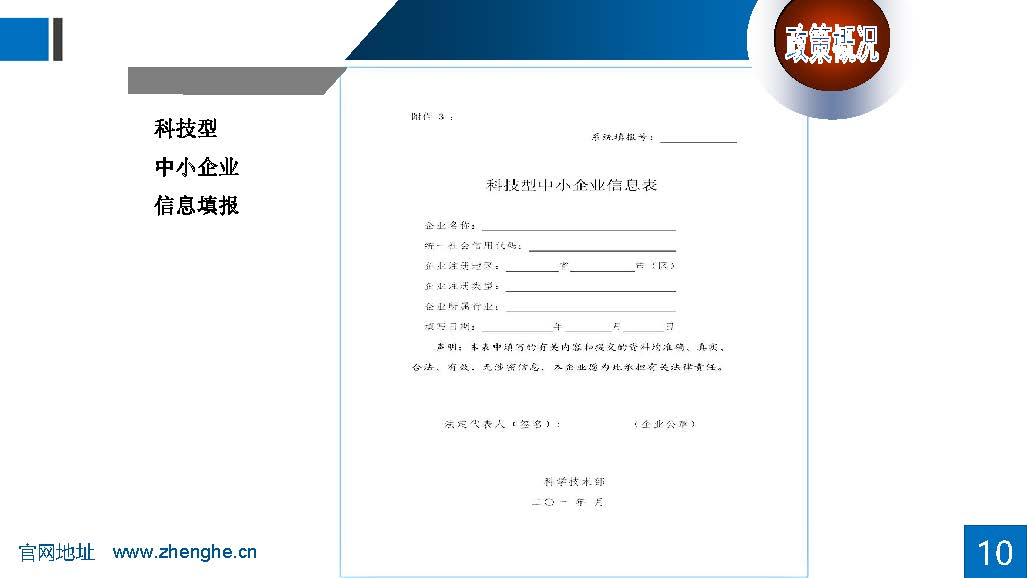 政策概况
科技型
中小企业
信息填报
附件 3 ：
系统填报号：
科技型中小企业信息表
企业名称：
统一社会信用代码：
企业注册地区： 省 市（区）
企业注册类型：
企业所属行业：
填写日期： 年 月 日
声明：本表中填写的有关内容和提交的资料均准确、真实、
合法、有效、无涉密信息，本企业愿为此承担有关法律责任。
法定代表人（签名）： （企业公章）
科学技术部
二〇一 年 月
官网地址 www.zhenghe.cn
10